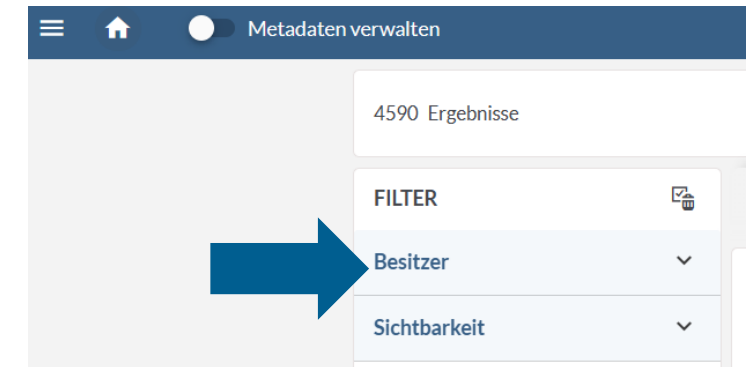 Metadaten verwalten
4590 Ergebnisse
FILTER
Besitzer
Sichtbarkeit